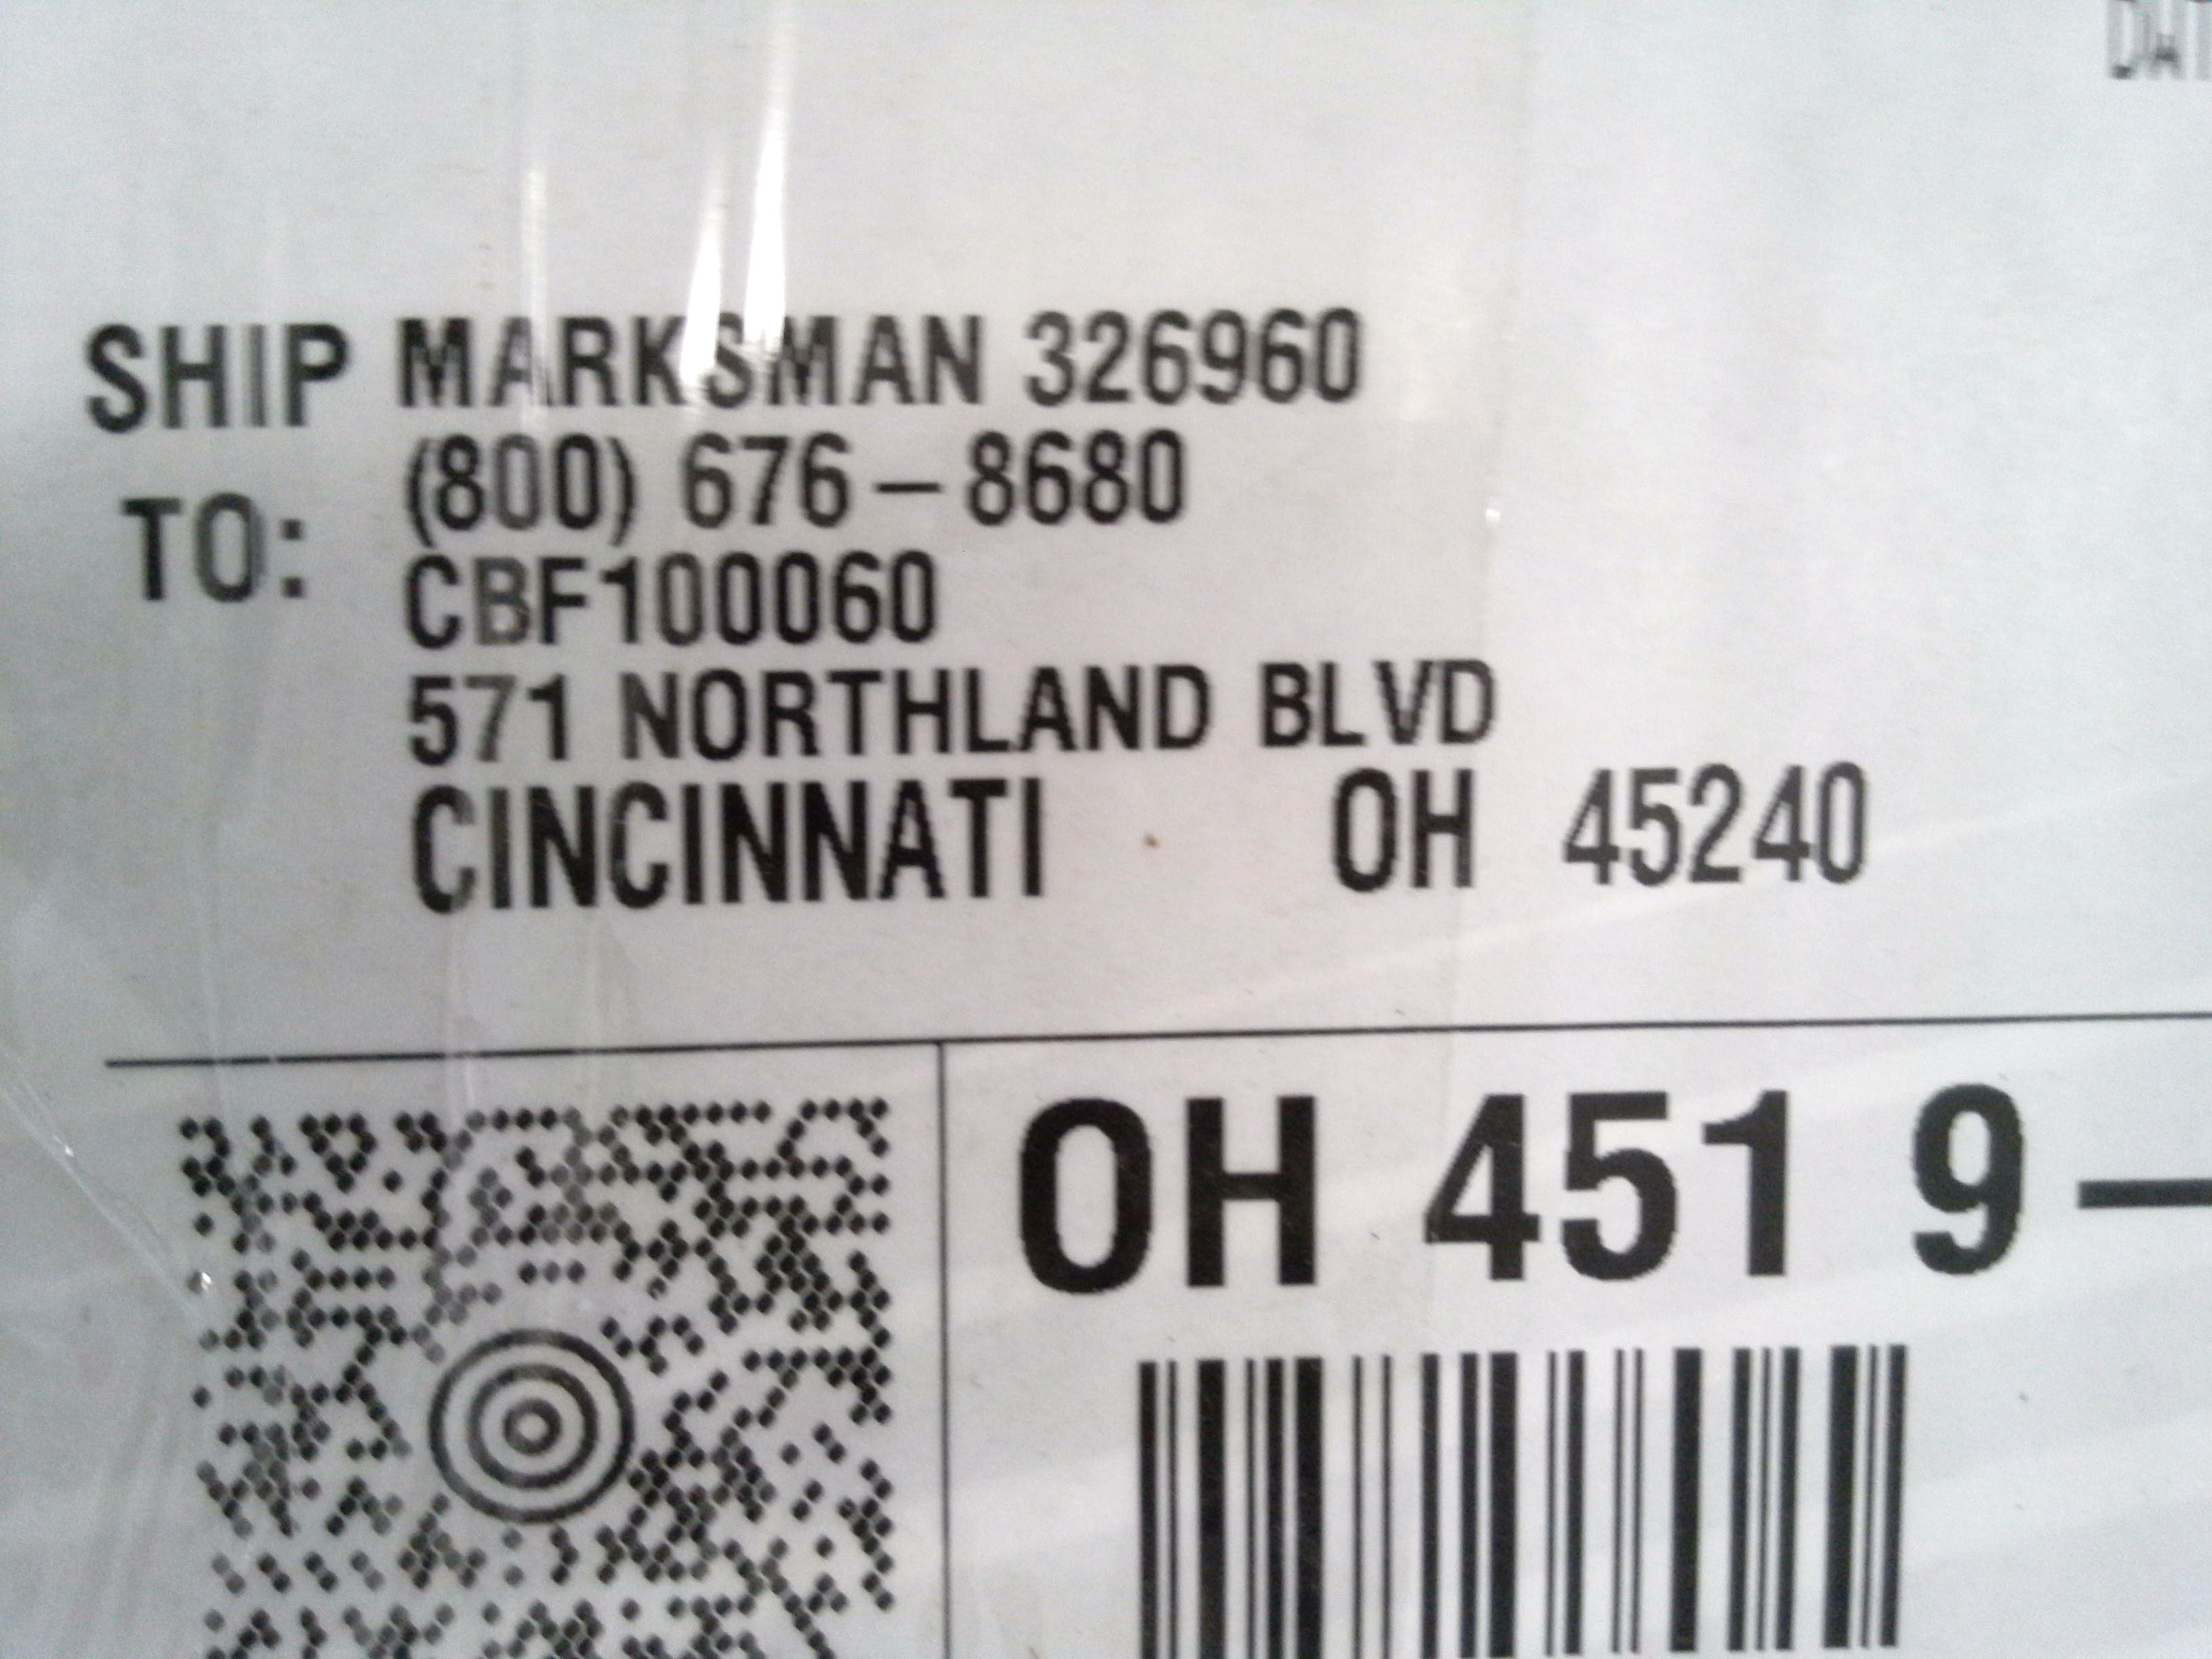 SHIP MARKSMAN 326960
TO: (800) 676-8680
CBF100060
571 NORTHLAND BLVD
CINCINNATI OH 45240
OH 451 9-